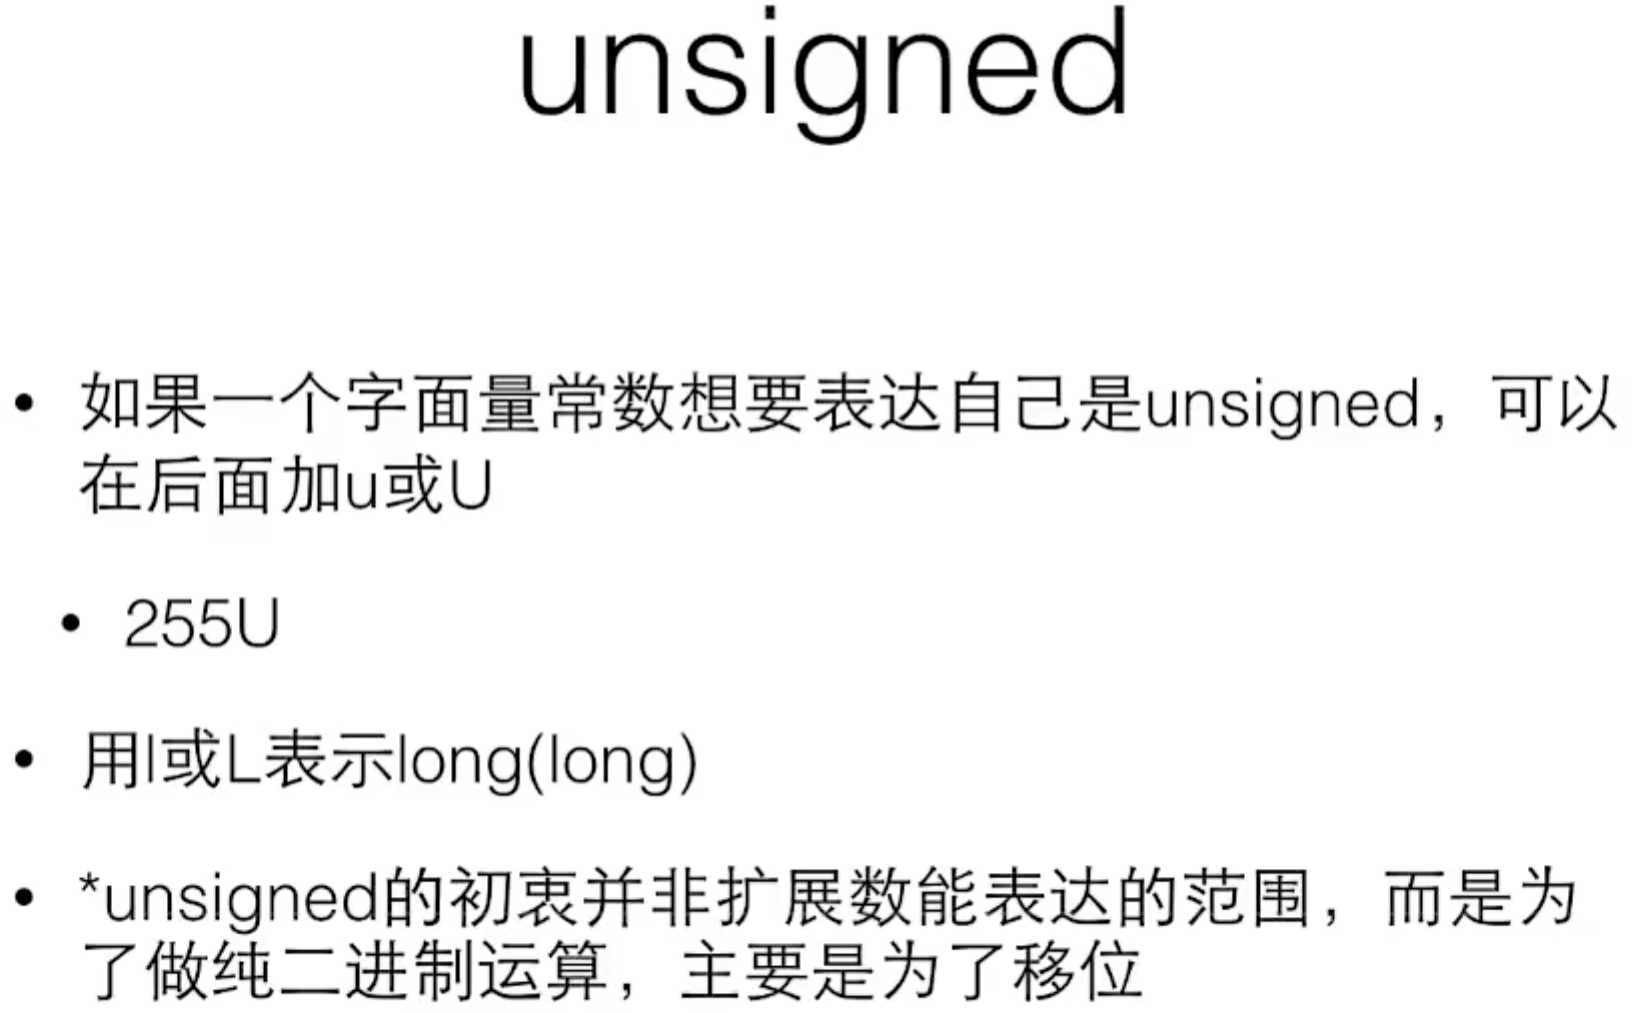 unsigned
• 如果一个字面量常数想要表达自己是unsigned，可以
在后面加u或U
• 255U
• 用l或L表示long(long)
• *unsigned的初衷并非扩展数能表达的范围，而是为
了做纯二进制运算，主要是为了移位